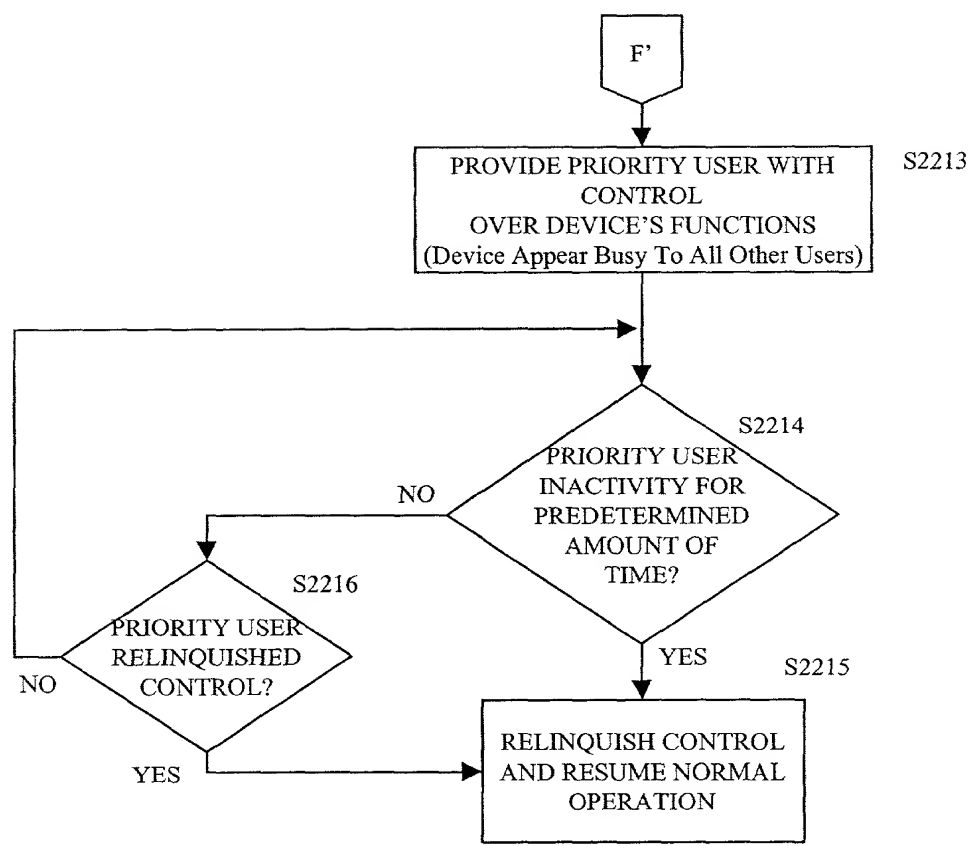 F'
S2213
PROVIDE PRIORITY USER WITH
CONTROL
OVER DEVICE'S FUNCTIONS
(Device Appear Busy To All Other Users)
S2214
PRIORITY USER
INACTIVITY FOR
PREDETERMINED
AMOUNT OF
TIME?
NO
S2216
PRIORITY USER
RELINQUISHED
CONTROL?
NO
YES
YES
S2215
RELINQUISH CONTROL
AND RESUME NORMAL
OPERATION